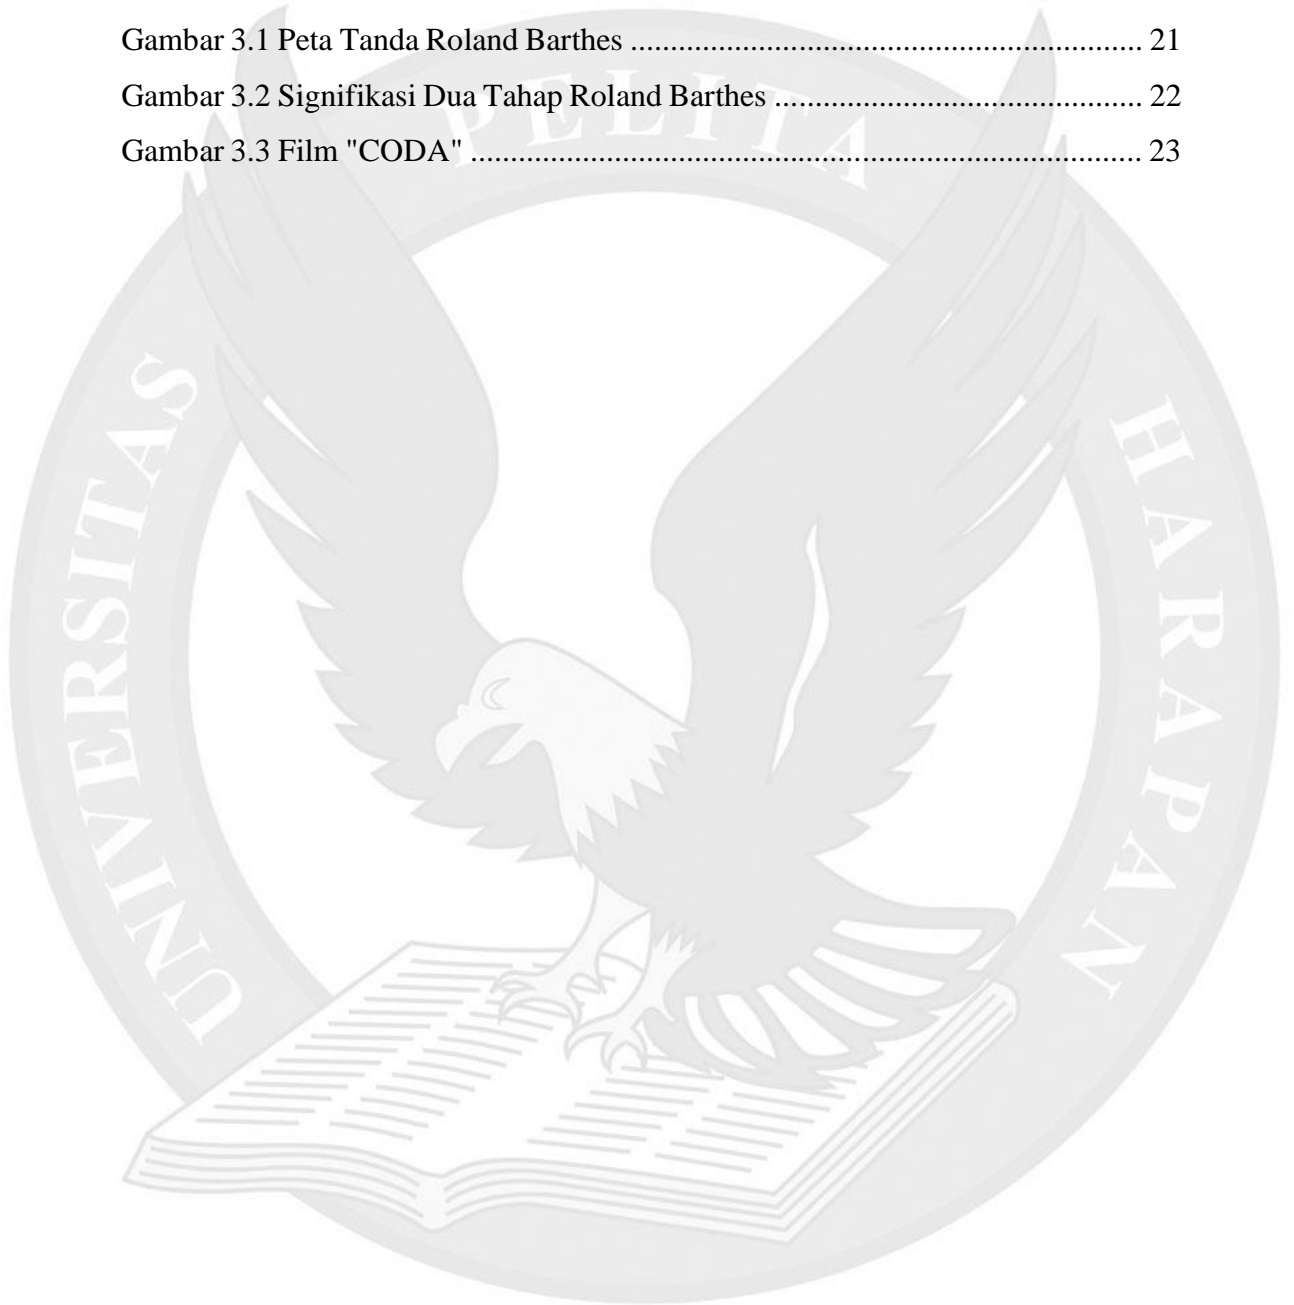 Gambar 3.1 Peta Tanda Roland Barthes ................................................................. 21
Gambar 3.2 Signifikasi Dua Tahap Roland Barthes ............................................... 22
Gambar 3.3 Film "CODA" ...................................................................................... 23
UNIVERSITAS PELITA HARAPAN